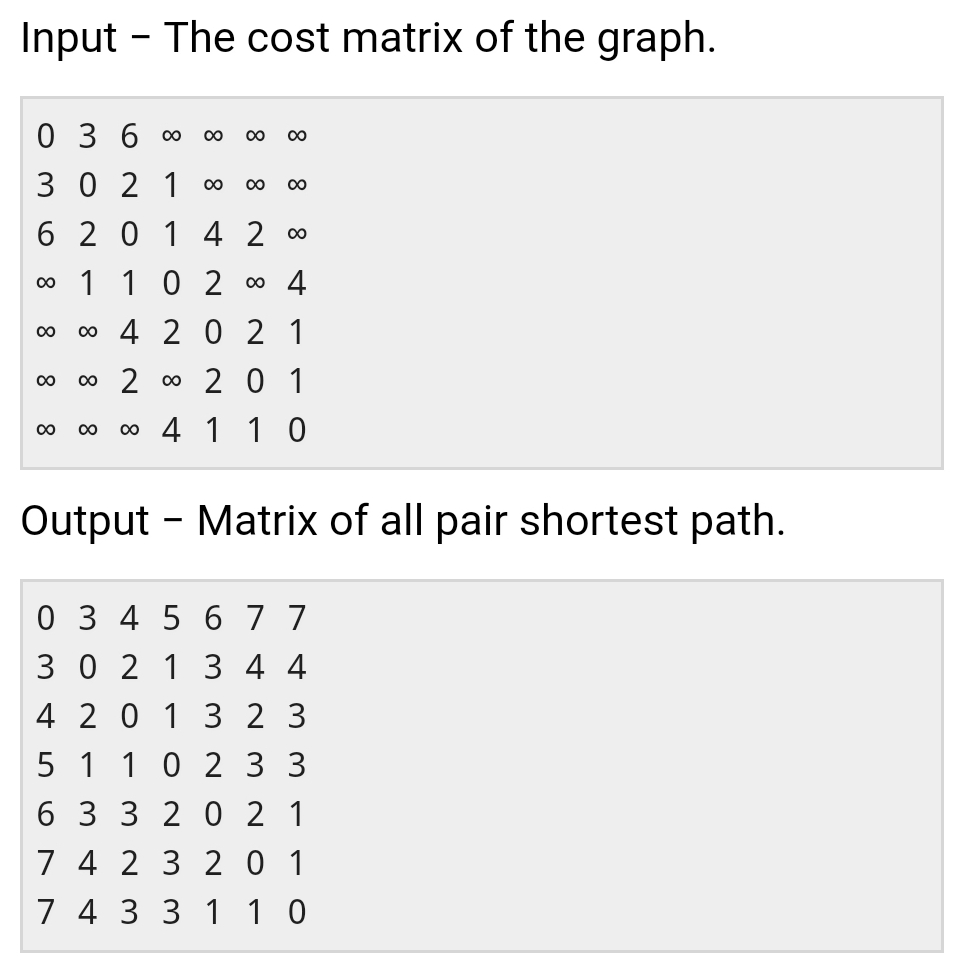 Input − The cost matrix of the graph.
0 3 6 ∞ ∞ ∞ ∞
3 0 2 1 ∞ ∞ ∞
6 2 0 1 4 2 ∞
∞ 1 1 0 2 ∞ 4
∞ ∞ 4 2 0 2 1
∞ ∞ 2 ∞ 2 0 1
∞ ∞ ∞ 4 1 1 0
Output − Matrix of all pair shortest path.
0 3 4 5 6 7 7
3 0 2 1 3 4 4
4 2 0 1 3 2 3
5 1 1 0 2 3 3
6 3 3 2 0 2 1
7 4 2 3 2 0 1
7 4 3 3 1 1 0